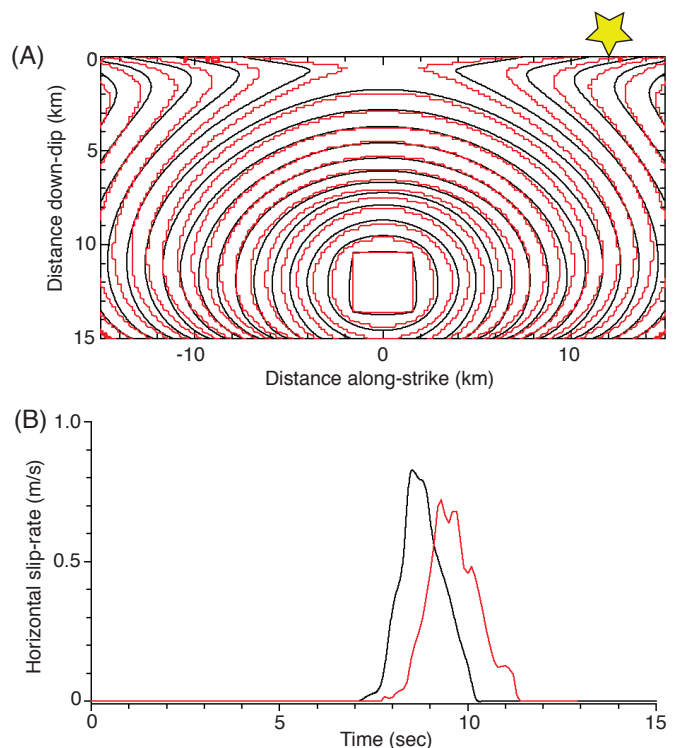 (A)
0
5
10
15
Distance down-dip (km)
-10 0 10
Distance along-strike (km)
(B)
1.0
0.5
0
Horizontal slip-rate (m/s)
0 5 10 15
Time (sec)